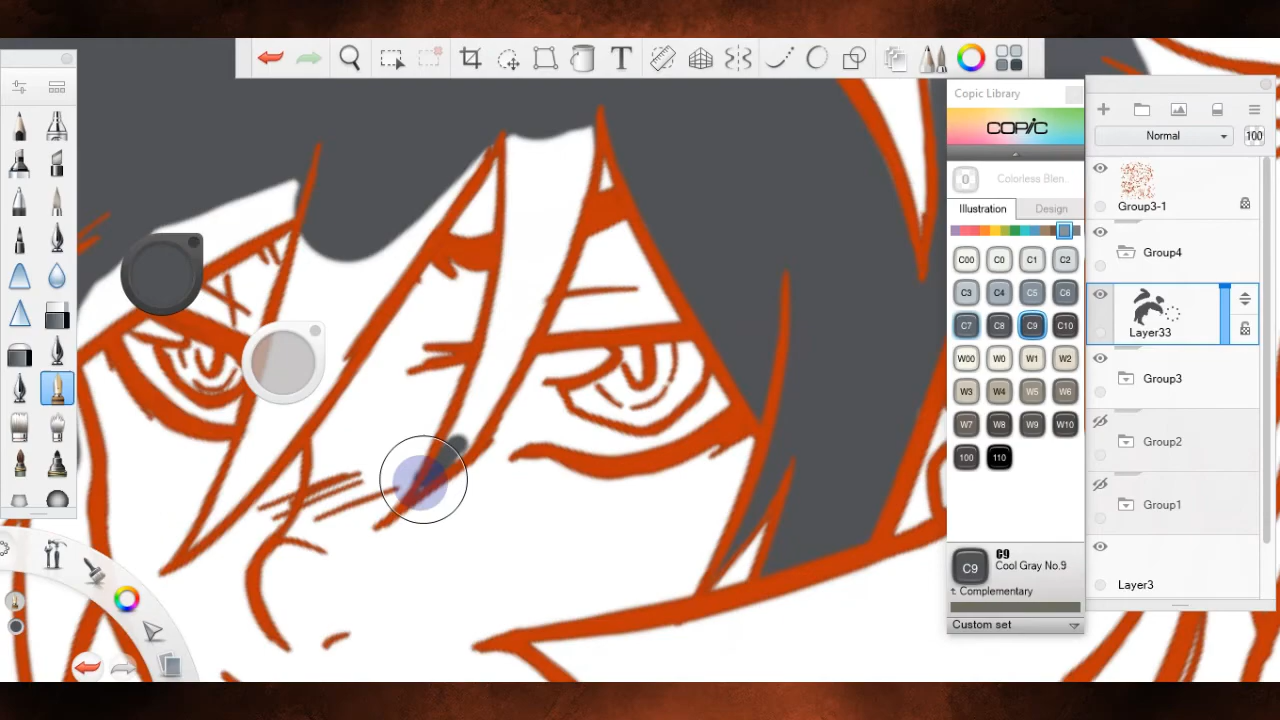 T
Copic Library
COPIC
0 Colorless Blen..
Illustration Design
C00 C0 C1 C2
C3 C4 C5 C6
C7 C8 C9 C10
W00 W0 W1 W2
W3 W4 W5 W6
W7 W8 W9 W10
100 110
C9 C9
Cool Gray No.9
Complementary
Custom set
Normal 100
Group3-1
Group4
Layer33
Group3
Group2
Group1
Layer3